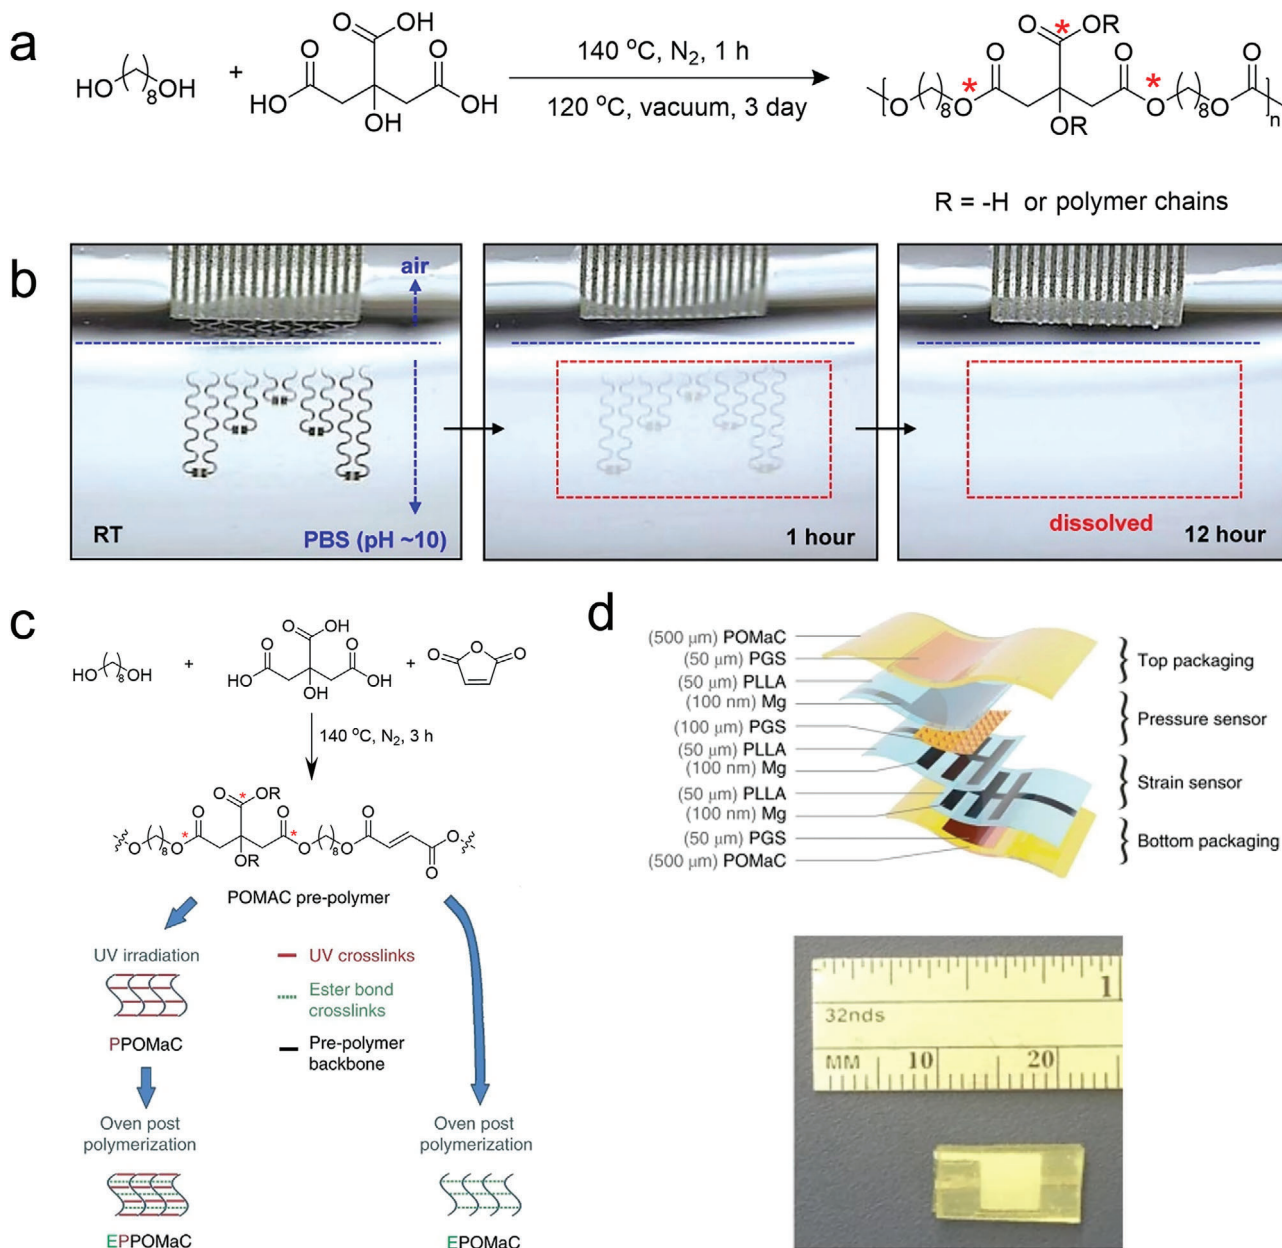 a
HO ( )8 OH
+
O OH
O O
HO OH
OH
140 °C, N2, 1 h
120 °C, vacuum, 3 day
O OR
*
O * O O * O O
( )8 O OR O ( )8 O n
R = -H or polymer chains
b
air
RT
PBS (pH ~10)
1 hour
dissolved
12 hour
c
HO ( )8 OH
+
O OH
O O
HO OH
OH
+
O O O
140 °C, N2, 3 h
O OR
*
O * O * O O
O ( )8 O OR O ( )8 O O
POMAC pre-polymer
UV irradiation
PPOMaC
UV crosslinks
Ester bond
crosslinks
Pre-polymer
backbone
Oven post
polymerization
EPPOMaC
Oven post
polymerization
EPOMaC
d
(500 μm) POMaC
(50 μm) PGS
(50 μm) PLLA
(100 nm) Mg
(100 μm) PGS
(50 μm) PLLA
(100 nm) Mg
(50 μm) PLLA
(100 nm) Mg
(50 μm) PGS
(500 μm) POMaC
Top packaging
Pressure sensor
Strain sensor
Bottom packaging
1
32nds
MM 10 20